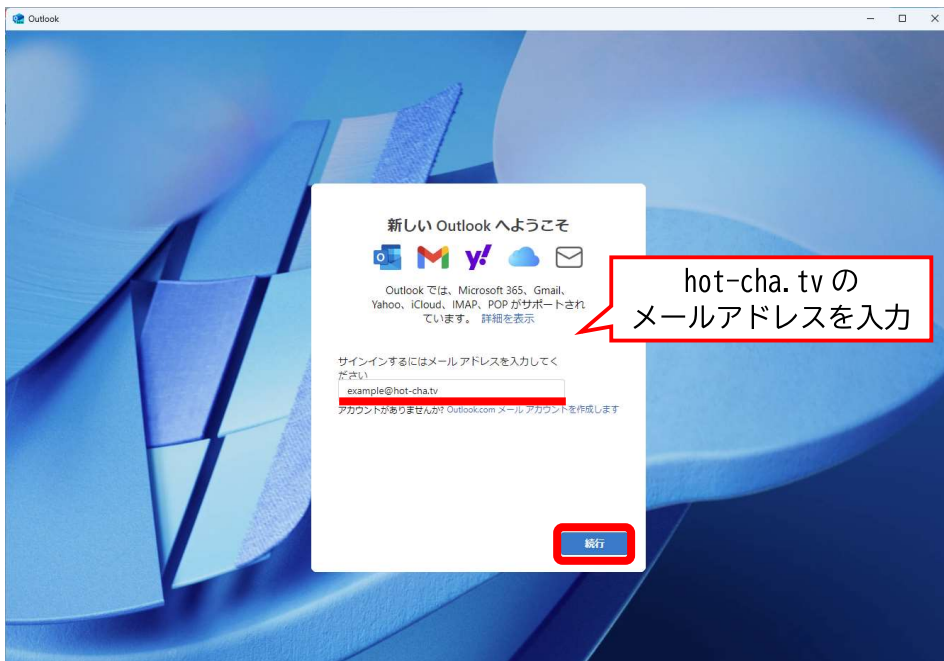 Outlook
新しい Outlook へようこそ
Outlook では、Microsoft 365、Gmail、
Yahoo、iCloud、IMAP、POP がサポートされ
ています。 詳細を表示
hot-cha.tv の
メールアドレスを入力
サインインするにはメール アドレスを入力してく
ださい
example@hot-cha.tv
アカウントがありませんか? Outlook.com メール アカウントを作成します
続行